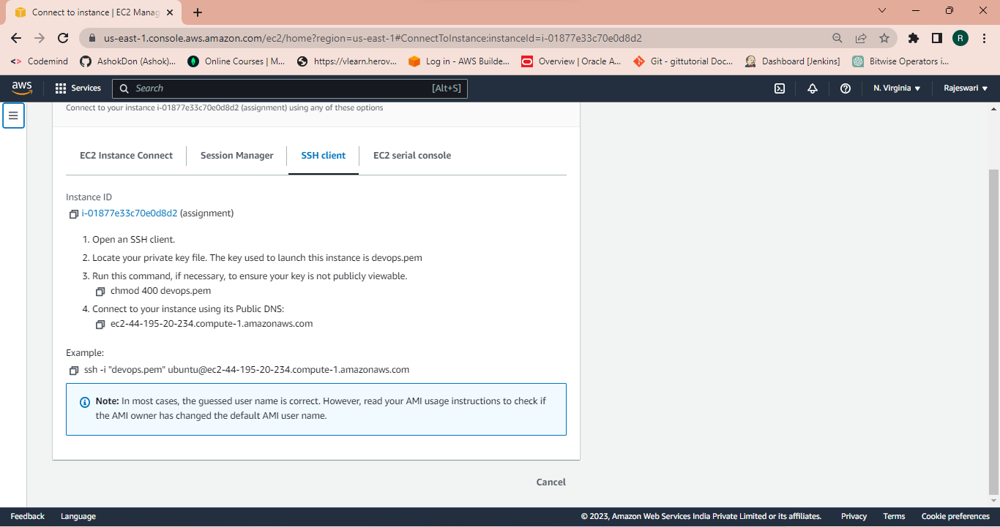 Connect to instance | EC2 Manag
us-east-1.console.aws.amazon.com/ec2/home?region=us-east-1#ConnectToInstance:instanceId=i-01877e33c70e0d8d2
R
Codemind
AshokDon (Ashok)...
Online Courses | M...
https://vlearn.herov...
Log in - AWS Builde...
Overview | Oracle A...
Git - gittutorial Doc...
Dashboard [Jenkins]
Bitwise Operators i...
aws
Services
Search
[Alt+S]
N. Virginia
Rajeswari
Connect to your instance i-01877e33c70e0d8d2 (assignment) using any of these options
EC2 Instance Connect
Session Manager
SSH client
EC2 serial console
Instance ID
i-01877e33c70e0d8d2 (assignment)
1. Open an SSH client.
2. Locate your private key file. The key used to launch this instance is devops.pem
3. Run this command, if necessary, to ensure your key is not publicly viewable.
chmod 400 devops.pem
4. Connect to your instance using its Public DNS:
ec2-44-195-20-234.compute-1.amazonaws.com
Example:
ssh -i "devops.pem" ubuntu@ec2-44-195-20-234.compute-1.amazonaws.com
Note: In most cases, the guessed user name is correct. However, read your AMI usage instructions to check if
the AMI owner has changed the default AMI user name.
Cancel
Feedback
Language
© 2023, Amazon Web Services India Private Limited or its affiliates.
Privacy
Terms
Cookie preferences